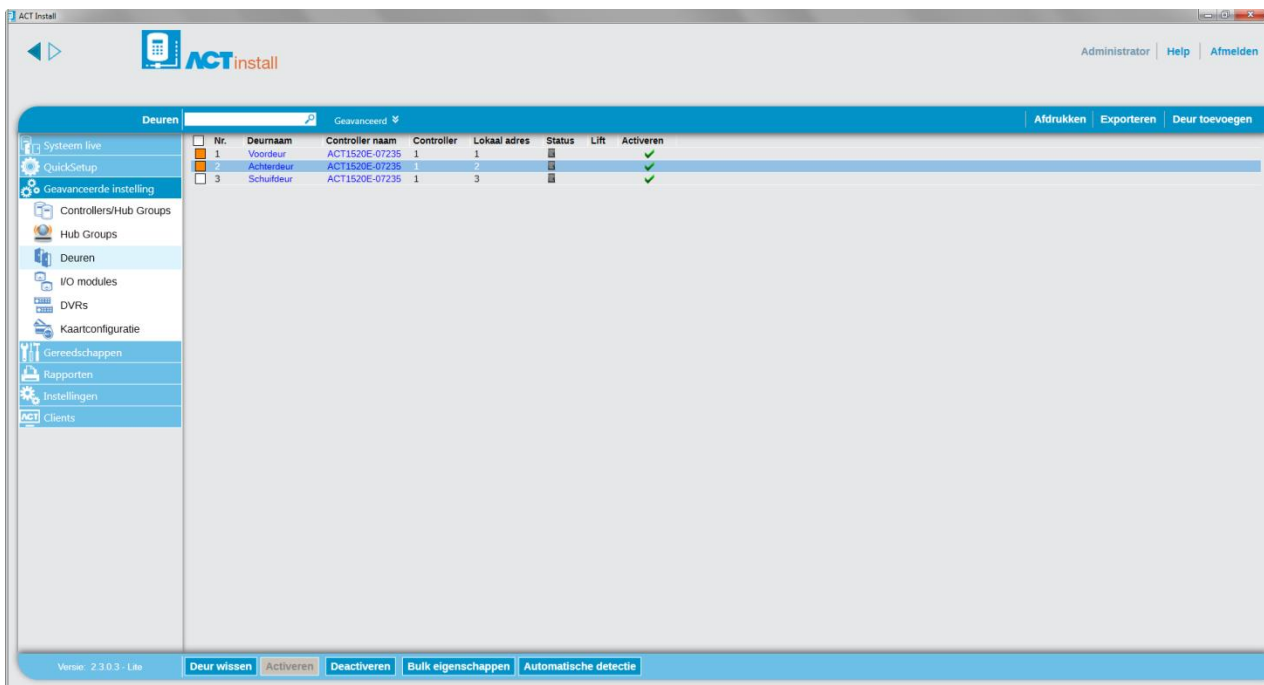 ACT Install
ACTinstall
Administrator Help Afmelden
Deuren Geavanceerd Afdrukken Exporteren Deur toevoegen
Systeem live
QuickSetup
Geavanceerde instelling
Controllers/Hub Groups
Hub Groups
Deuren
I/O modules
DVRs
Kaartconfiguratie
Gereedschappen
Rapporten
Instellingen
ACT Clients
Nr. Deurnaam Controller naam Controller Lokaal adres Status Lift Activeren
1 Voordeur ACT1520E-07235 1 1
2 Achterdeur ACT1520E-07235 1 2
3 Schuifdeur ACT1520E-07235 1 3
Versie: 2.3.0.3 - Lite Deur wissen Activeren Deactiveren Bulk eigenschappen Automatische detectie